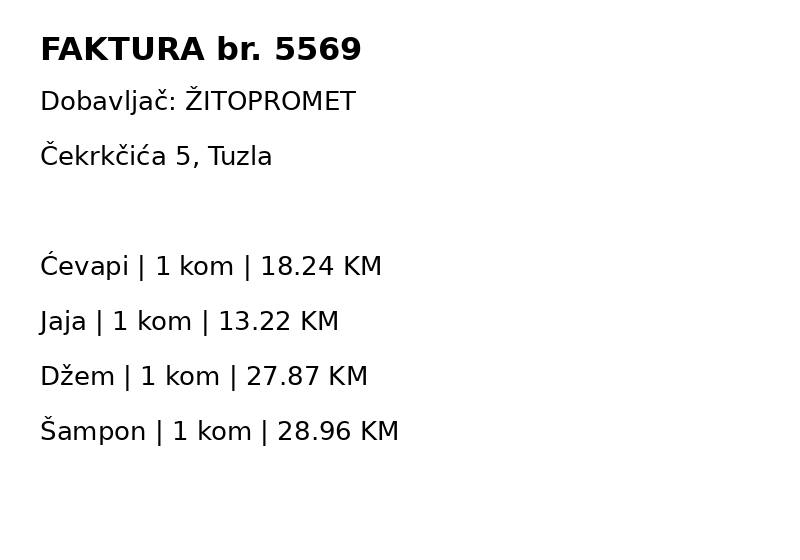 FAKTURA br. 5569
Dobavljač: ŽITOPROMET
Čekrkčića 5, Tuzla
Ćevapi | 1 kom | 18.24 KM
Jaja | 1 kom | 13.22 KM
Džem | 1 kom | 27.87 KM
Šampon | 1 kom | 28.96 KM